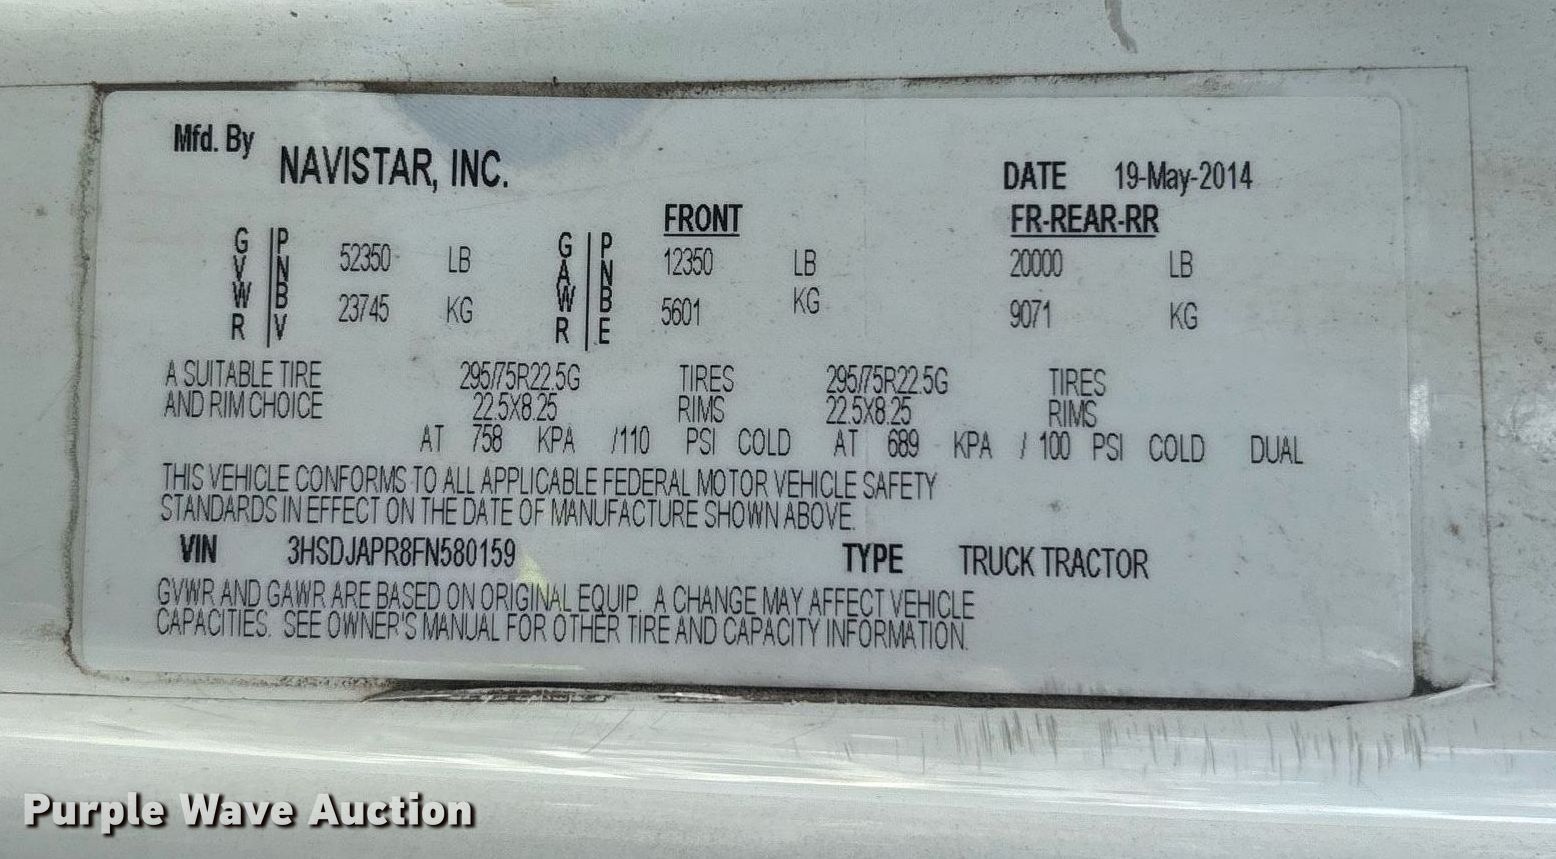 Mfd. By NAVISTAR, INC. DATE 19-May-2014
FRONT FR-REAR-RR
GVWR | PNBV 52350 LB GAWR | PNBE 12350 LB 20000 LB
23745 KG 5601 KG 9071 KG
A SUITABLE TIRE 295/75R22.5G TIRES 295/75R22.5G TIRES
AND RIM CHOICE 22.5X8.25 RIMS 22.5X8.25 RIMS
AT 758 KPA /110 PSI COLD AT 689 KPA / 100 PSI COLD DUAL
THIS VEHICLE CONFORMS TO ALL APPLICABLE FEDERAL MOTOR VEHICLE SAFETY
STANDARDS IN EFFECT ON THE DATE OF MANUFACTURE SHOWN ABOVE.
VIN 3HSDJAPR8FN580159 TYPE TRUCK TRACTOR
GVWR AND GAWR ARE BASED ON ORIGINAL EQUIP. A CHANGE MAY AFFECT VEHICLE
CAPACITIES. SEE OWNER'S MANUAL FOR OTHER TIRE AND CAPACITY INFORMATION.
Purple Wave Auction